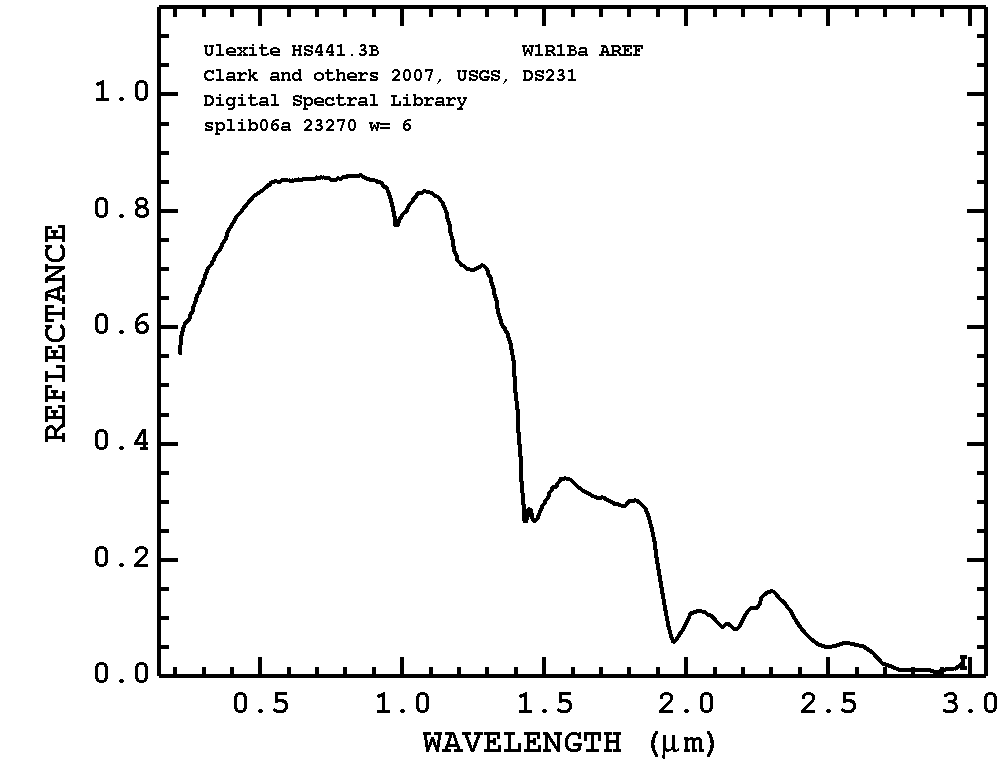 Ulexite HS441.3B W1R1Ba AREF
Clark and others 2007, USGS, DS231
Digital Spectral Library
splib06a 23270 w= 6
REFLECTANCE
1.0
0.8
0.6
0.4
0.2
0.0
0.5 1.0 1.5 2.0 2.5 3.0
WAVELENGTH (μm)